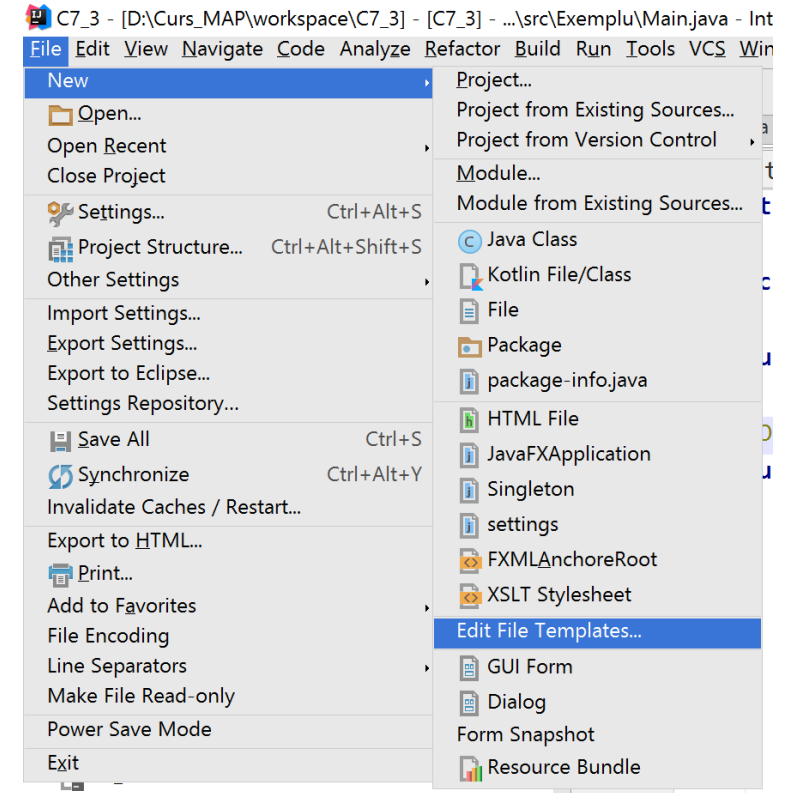 C7_3 - [D:\Curs_MAP\workspace\C7_3] - [C7_3] - ...\src\Exemplu\Main.java - Int
File Edit View Navigate Code Analyze Refactor Build Run Tools VCS Win
New
Open...
Open Recent
Close Project
Settings... Ctrl+Alt+S
Project Structure... Ctrl+Alt+Shift+S
Other Settings
Import Settings...
Export Settings...
Export to Eclipse...
Settings Repository...
Save All Ctrl+S
Synchronize Ctrl+Alt+Y
Invalidate Caches / Restart...
Export to HTML...
Print...
Add to Favorites
File Encoding
Line Separators
Make File Read-only
Power Save Mode
Exit
Project...
Project from Existing Sources...
Project from Version Control
Module...
Module from Existing Sources...
Java Class
Kotlin File/Class
File
Package
package-info.java
HTML File
JavaFXApplication
Singleton
settings
FXMLAnchoreRoot
XSLT Stylesheet
Edit File Templates...
GUI Form
Dialog
Form Snapshot
Resource Bundle